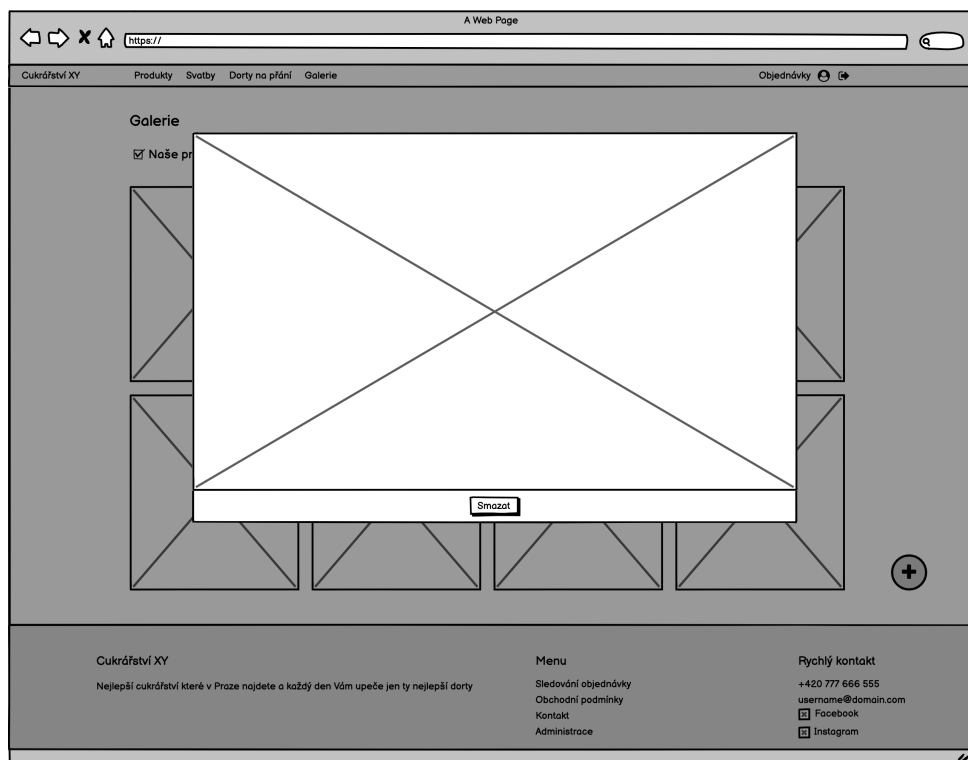 A Web Page
https://
Cukrářství XY Produkty Svatby Dorty na přání Galerie Objednávky
Galerie
Naše pr
Smazat
Cukrářství XY
Nejlepší cukrářství které v Praze najdete a každý den Vám upeče jen ty nejlepší dorty
Menu
Sledování objednávky
Obchodní podmínky
Kontakt
Administrace
Rychlý kontakt
+420 777 666 555
username@domain.com
Facebook
Instagram